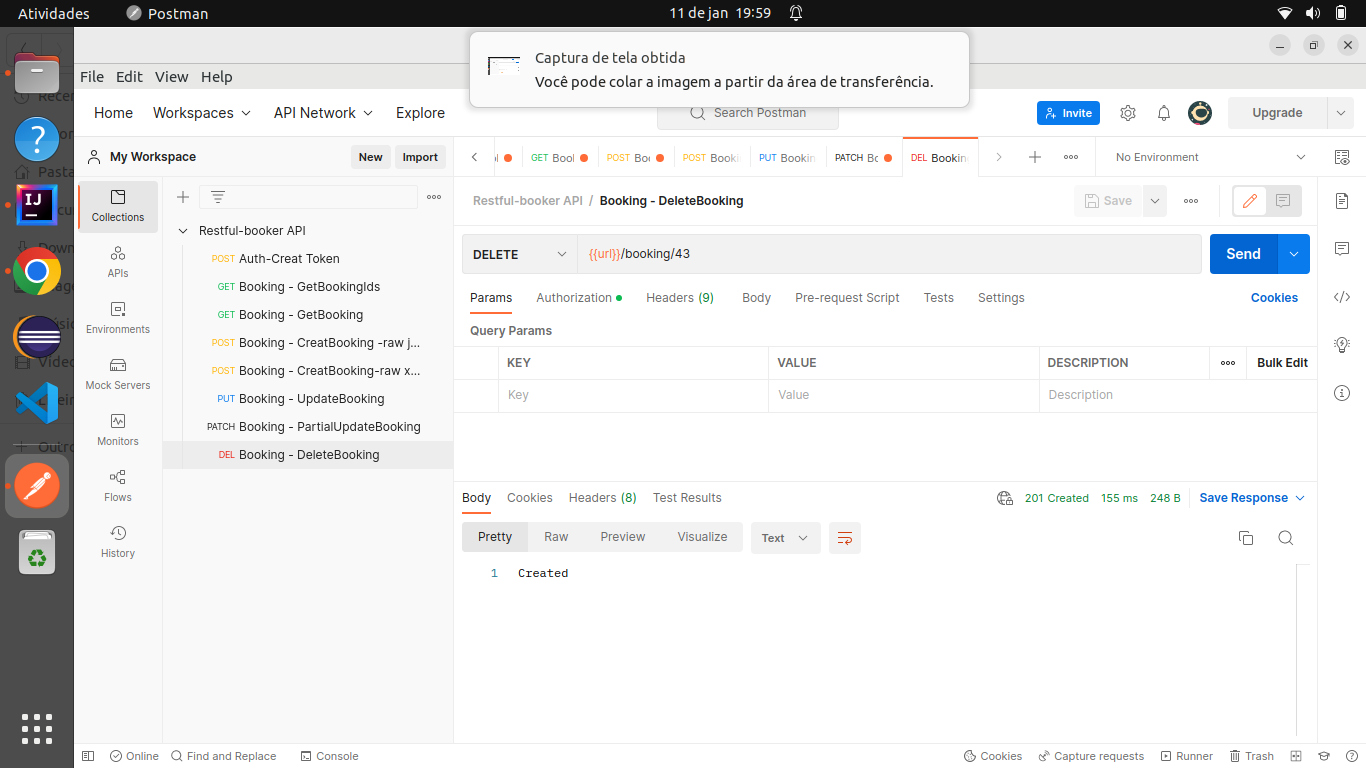 Atividades
Postman
11 de jan 19:59
Captura de tela obtida
Você pode colar a imagem a partir da área de transferência.
File Edit View Help
Home Workspaces API Network Explore
Search Postman
Invite
Upgrade
My Workspace
New Import
GET
POST
POST
PUT
PATCH
DEL
No Environment
Collections
APIs
Environments
Mock Servers
Monitors
Flows
History
Restful-booker API
POST Auth-Creat Token
GET Booking - GetBookingIds
GET Booking - GetBooking
POST Booking - CreatBooking -raw j...
POST Booking - CreatBooking-raw x...
PUT Booking - UpdateBooking
PATCH Booking - PartialUpdateBooking
DEL Booking - DeleteBooking
Restful-booker API / Booking - DeleteBooking
Save
DELETE {{url}}/booking/43
Send
Params Authorization Headers (9) Body Pre-request Script Tests Settings
Cookies
Query Params
KEY VALUE DESCRIPTION Bulk Edit
Key Value Description
Body Cookies Headers (8) Test Results
201 Created 155 ms 248 B Save Response
Pretty Raw Preview Visualize Text
1 Created
Online Find and Replace Console
Cookies Capture requests Runner Trash